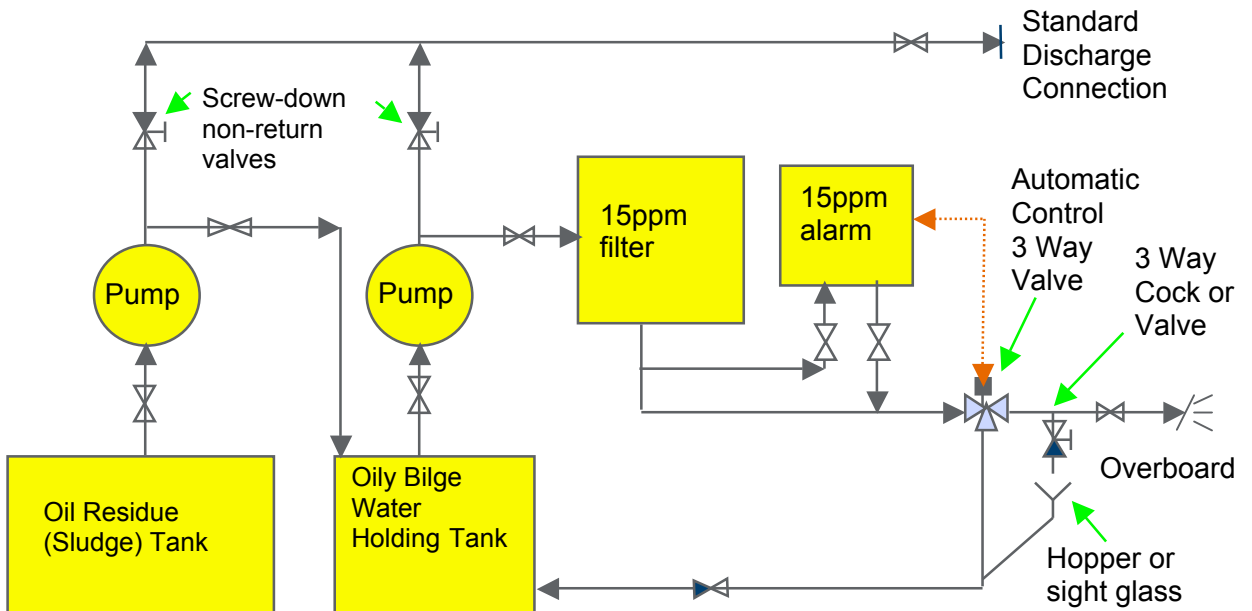 Standard
Discharge
Connection
Screw-down
non-return
valves
15ppm
filter
15ppm
alarm
Automatic
Control
3 Way
Valve
3 Way
Cock or
Valve
Pump
Pump
Overboard
Oil Residue
(Sludge) Tank
Oily Bilge
Water
Holding Tank
Hopper or
sight glass